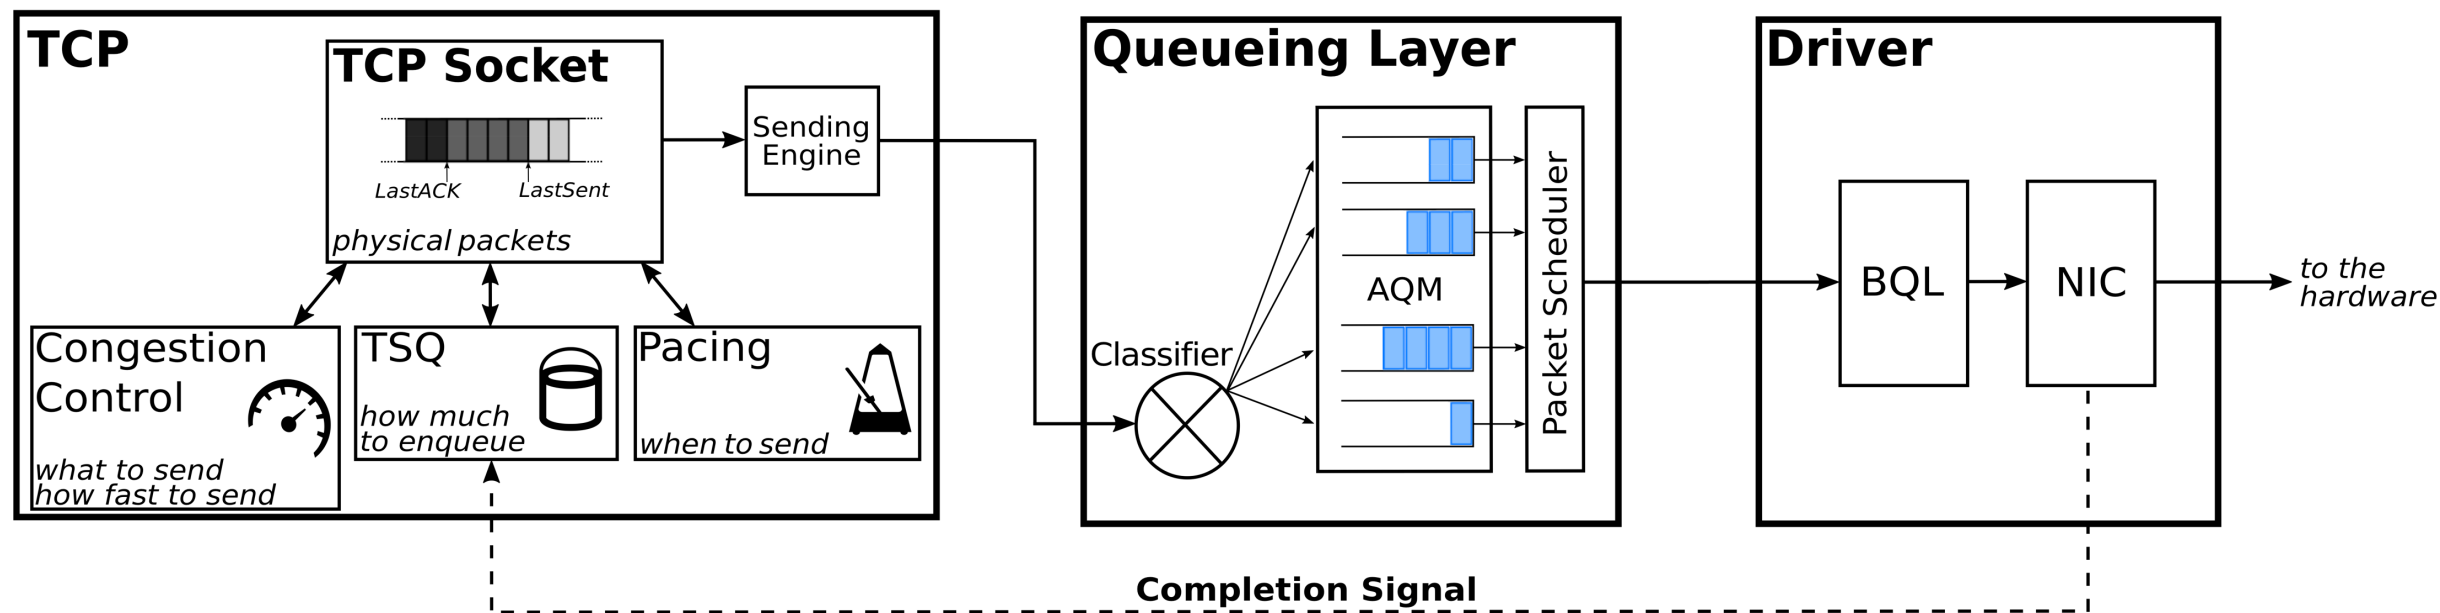 TCP
TCP Socket
LastACK
LastSent
physical packets
Sending
Engine
Congestion
Control
what to send
how fast to send
TSQ
how much
to enqueue
Pacing
when to send
Queueing Layer
Classifier
AQM
Packet Scheduler
Driver
BQL
NIC
to the
hardware
Completion Signal